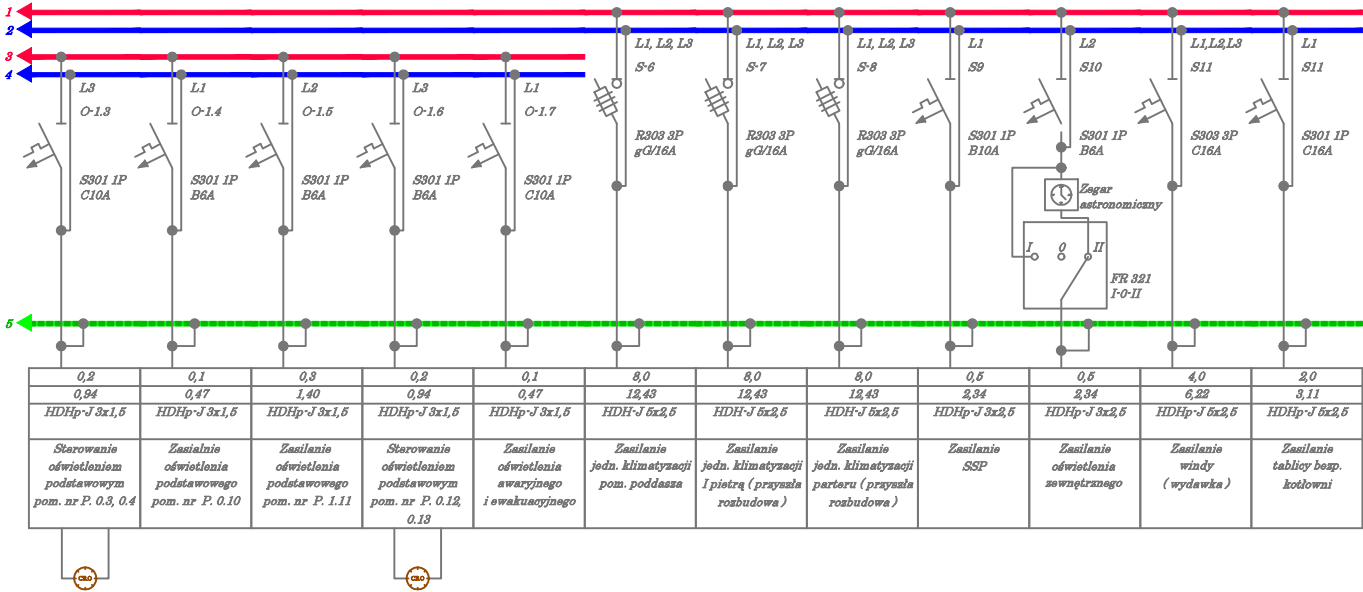 1
2
3
4
5
L3
O-1.3
S301 1P
C10A
L1
O-1.4
S301 1P
B6A
L2
O-1.5
S301 1P
B6A
L3
O-1.6
S301 1P
B6A
L1
O-1.7
S301 1P
C10A
L1, L2, L3
S-6
R303 3P
gG/16A
L1, L2, L3
S-7
R303 3P
gG/16A
L1, L2, L3
S-8
R303 3P
gG/16A
L1
S9
S301 1P
B10A
L2
S10
S301 1P
B6A
Zegar
astronomiczny
I 0 II
FR 321
I-0-II
L1,L2,L3
S11
S303 3P
C16A
L1
S11
S301 1P
C16A
0,2 0,1 0,3 0,2 0,1 8,0 8,0 8,0 0,5 0,5 4,0 2,0
0,94 0,47 1,40 0,94 0,47 12,43 12,43 12,43 2,34 2,34 6,22 3,11
HDHp-J 3x1,5 HDHp-J 3x1,5 HDHp-J 3x1,5 HDHp-J 3x1,5 HDHp-J 3x1,5 HDH-J 5x2,5 HDH-J 5x2,5 HDH-J 5x2,5 HDHp-J 3x2,5 HDHp-J 3x2,5 HDHp-J 5x2,5 HDHp-J 5x2,5
Sterowanie
oświetleniem
podstawowym
pom. nr P. 0.3, 0.4
Zasialnie
oświetlenia
podstawowego
pom. nr P. 0.10
Zasilanie
oświetlenia
podstawowego
pom. nr P. 1.11
Sterowanie
oświetleniem
podstawowym
pom. nr P. 0.12,
0.13
Zasilanie
oświetlenia
awaryjnego
i ewakuacyjnego
Zasilanie
jedn. klimatyzacji
pom. poddasza
Zasilanie
jedn. klimatyzacji
I pietrą ( przyszła
rozbudowa )
Zasilanie
jedn. klimatyzacji
parteru ( przyszła
rozbudowa )
Zasilanie
SSP
Zasilanie
oświetlenia
zewnętrznego
Zasilanie
windy
( wydawka )
Zasilanie
tablicy bezp.
kotłowni
CRO
CRO